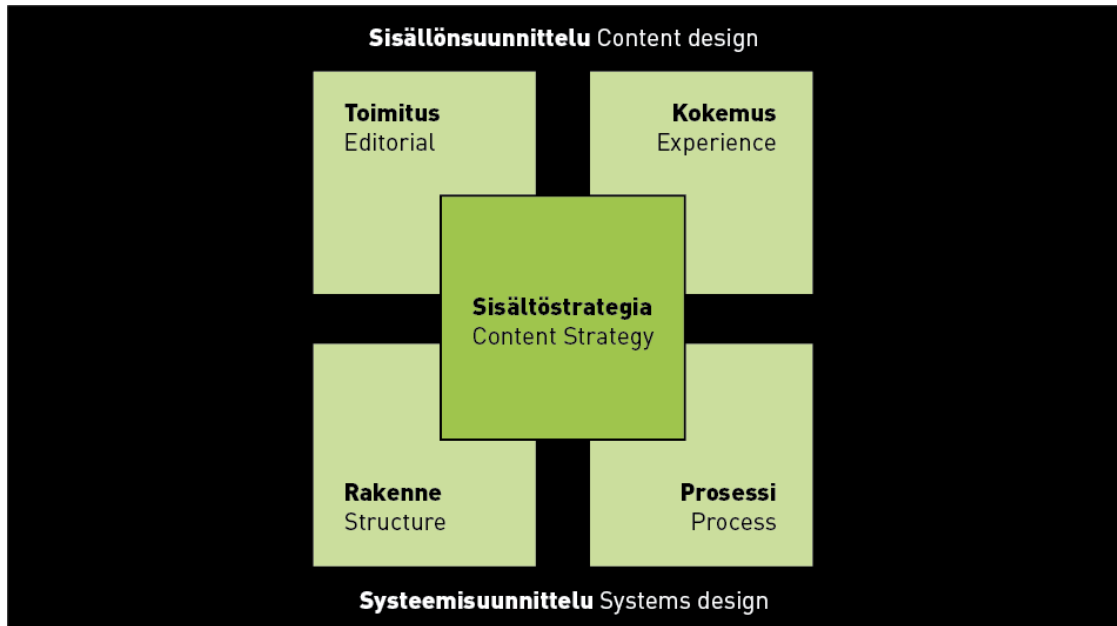 Sisällönsuunnittelu Content design
Toimitus
Editorial
Kokemus
Experience
Sisältöstrategia
Content Strategy
Rakenne
Structure
Prosessi
Process
Systeemisuunnittelu Systems design